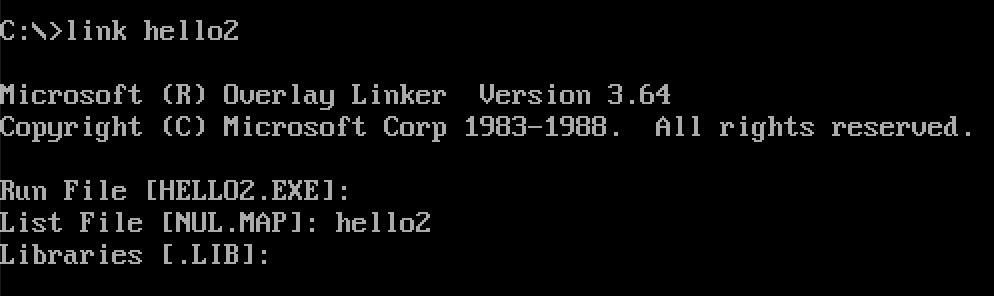 C:\>link hello2
Microsoft (R) Overlay Linker  Version 3.64
Copyright (C) Microsoft Corp 1983-1988.  All rights reserved.
Run File [HELLO2.EXE]:
List File [NUL.MAP]: hello2
Libraries [.LIB]: